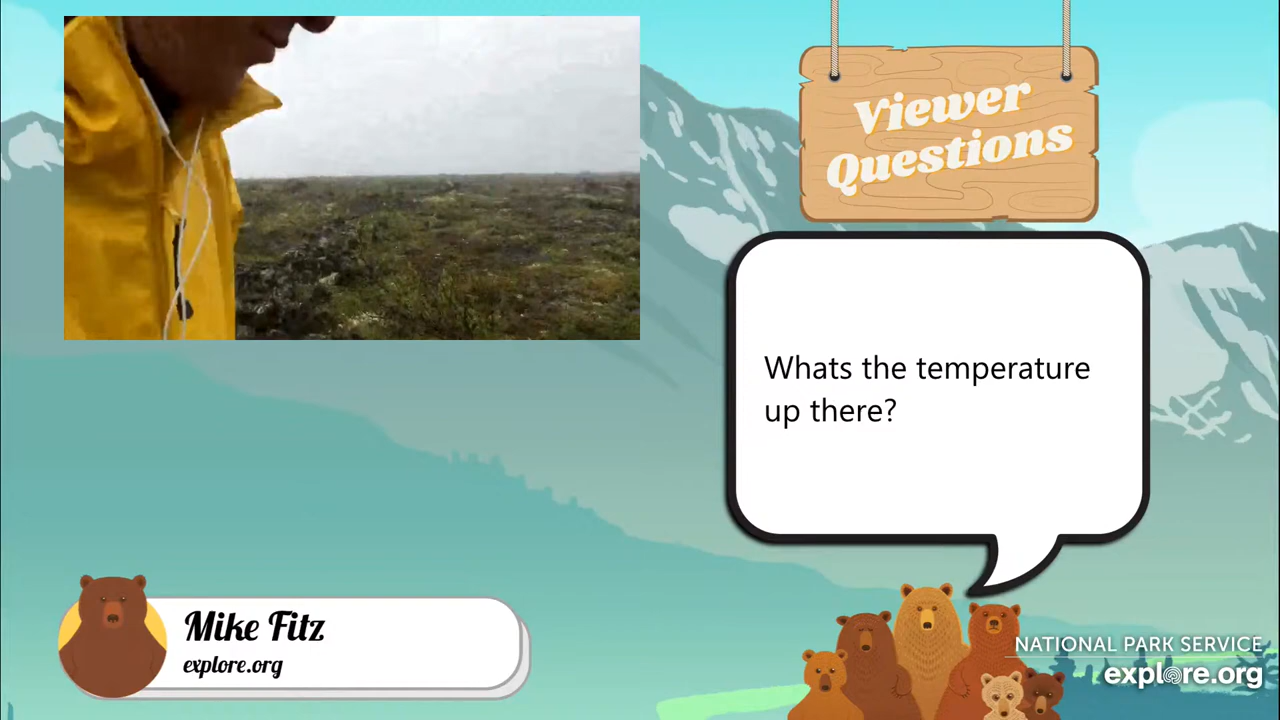 Viewer
Questions
Whats the temperature
up there?
Mike Fitz
explore.org
NATIONAL PARK SERVICE
explore.org